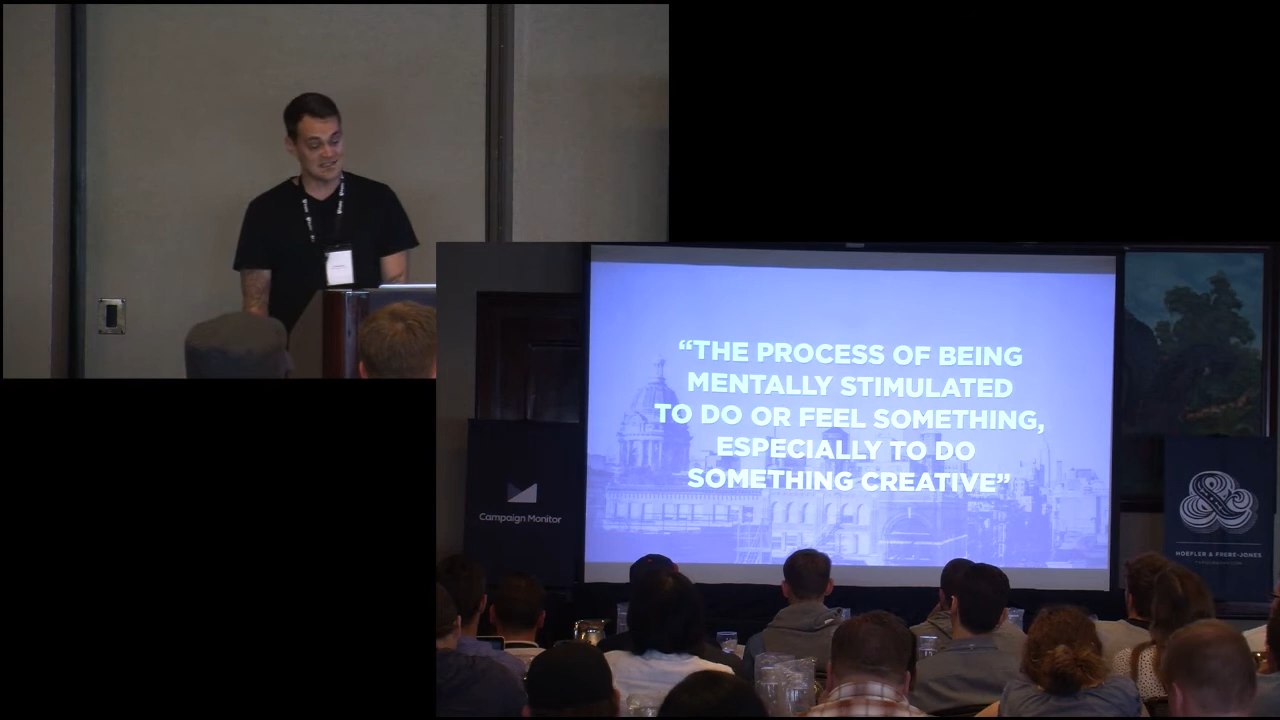 “THE PROCESS OF BEING
MENTALLY STIMULATED
TO DO OR FEEL SOMETHING,
ESPECIALLY TO DO
SOMETHING CREATIVE”
Campaign Monitor
&
HOEFLER & FRERE-JONES